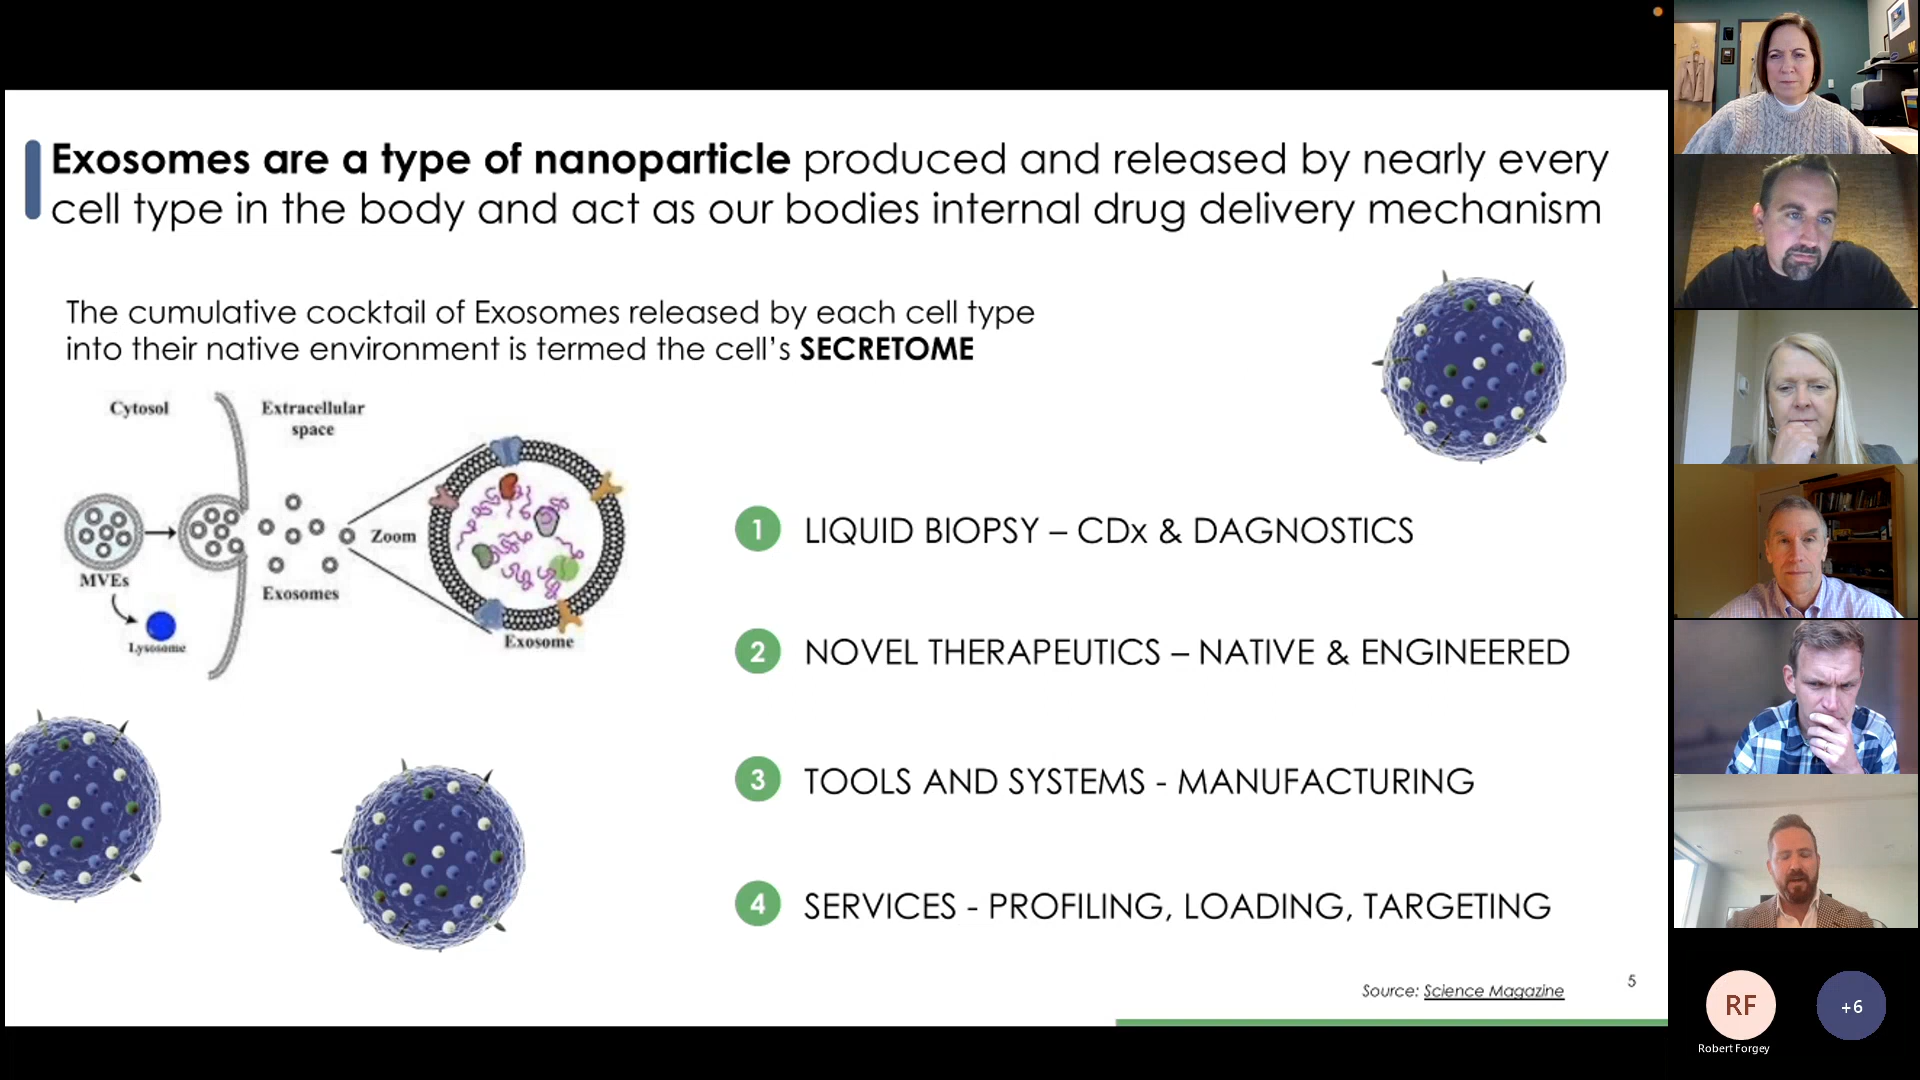 Exosomes are a type of nanoparticle produced and released by nearly every
cell type in the body and act as our bodies internal drug delivery mechanism
The cumulative cocktail of Exosomes released by each cell type
into their native environment is termed the cell's SECRETOME
Cytosol
Extracellular
space
Zoom
MVEs
Exosomes
Lysosome
Exosome
1 LIQUID BIOPSY – CDx & DAGNOSTICS
2 NOVEL THERAPEUTICS – NATIVE & ENGINEERED
3 TOOLS AND SYSTEMS - MANUFACTURING
4 SERVICES - PROFILING, LOADING, TARGETING
Source: Science Magazine
5
W
RF
+6
Robert Forgey